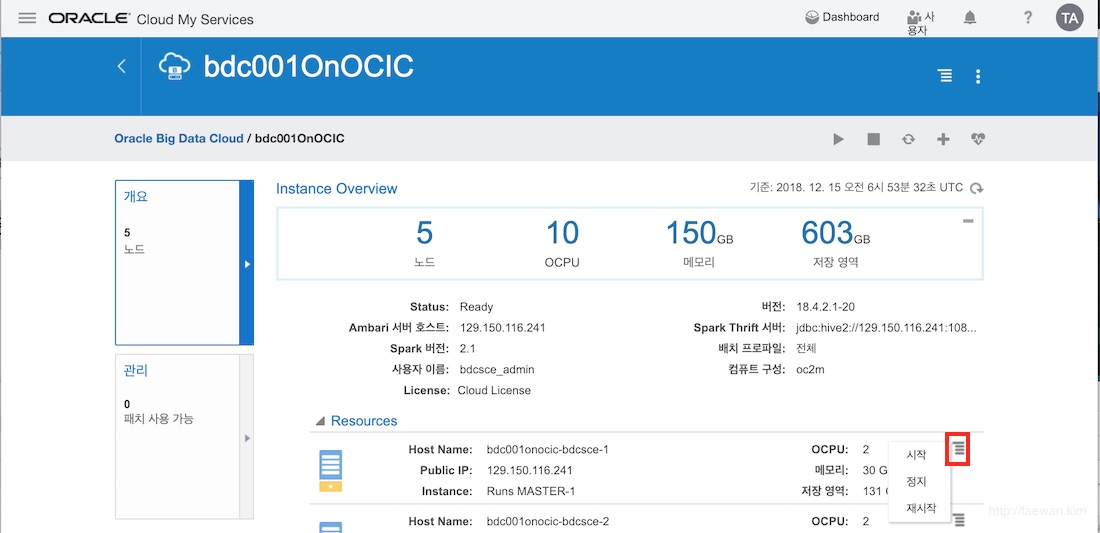 ORACLE® Cloud My Services
Dashboard
사
용자
?
TA
bdc001OnOCIC
Oracle Big Data Cloud / bdc001OnOCIC
개요
5
노드
관리
0
패치 사용 가능
Instance Overview
기준: 2018. 12. 15 오전 6시 53분 32초 UTC
5
노드
10
OCPU
150GB
메모리
603GB
저장 영역
Status: Ready
버전: 18.4.2.1-20
Ambari 서버 호스트: 129.150.116.241
Spark Thrift 서버: jdbc:hive2://129.150.116.241:108...
Spark 버전: 2.1
배치 프로파일: 전체
사용자 이름: bdcsce_admin
컴퓨트 구성: oc2m
License: Cloud License
Resources
Host Name: bdc001onocic-bdcsce-1
OCPU: 2
Public IP: 129.150.116.241
메모리: 30 G
Instance: Runs MASTER-1
저장 영역: 131 G
시작
정지
재시작
Host Name: bdc001onocic-bdcsce-2
OCPU: 2
http://taewan.kim